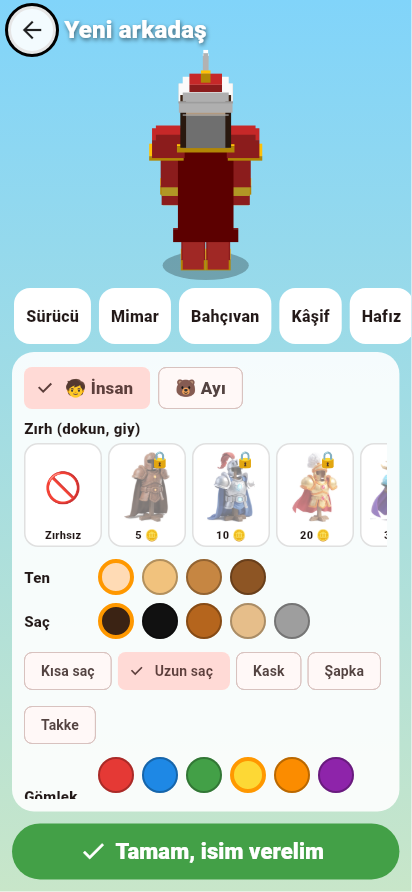 Yeni arkadaş
Sürücü Mimar Bahçıvan Kâşif Hafız
İnsan Ayı
Zırh (dokun, giy)
Zırhsız 5 10 20
Ten
Saç
Kısa saç Uzun saç Kask Şapka
Takke
Gömlek
Tamam, isim verelim